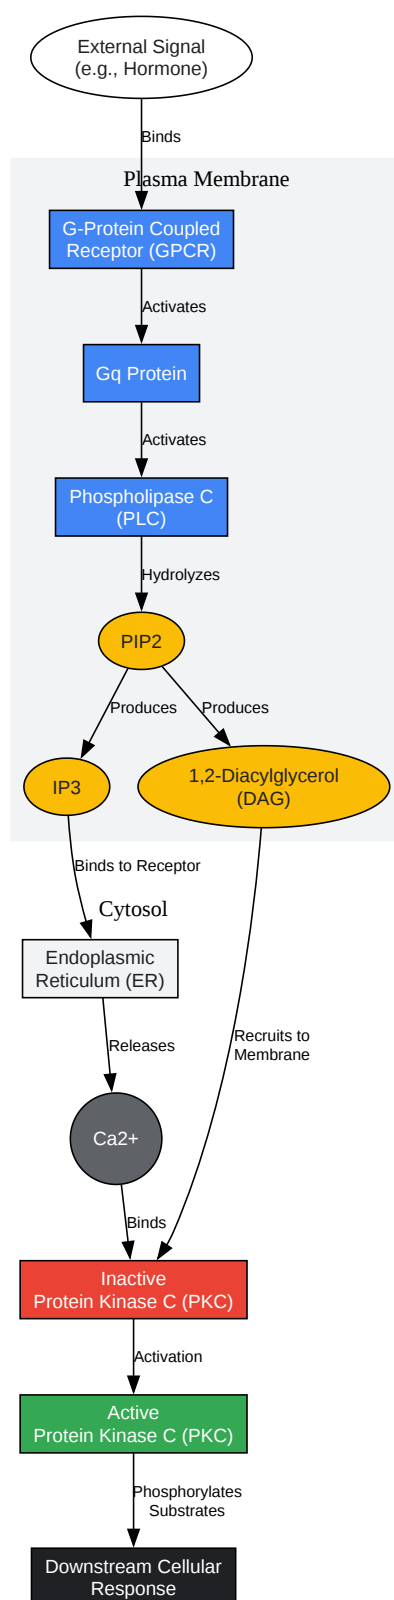 External Signal
(e.g., Hormone)
Binds
Plasma Membrane
G-Protein Coupled
Receptor (GPCR)
Activates
Gq Protein
Activates
Phospholipase C
(PLC)
Hydrolyzes
PIP2
Produces
Produces
IP3
1,2-Diacylglycerol
(DAG)
Binds to Receptor
Cytosol
Endoplasmic
Reticulum (ER)
Recruits to
Membrane
Releases
Ca2+
Binds
Inactive
Protein Kinase C (PKC)
Activation
Active
Protein Kinase C (PKC)
Phosphorylates
Substrates
Downstream Cellular
Response